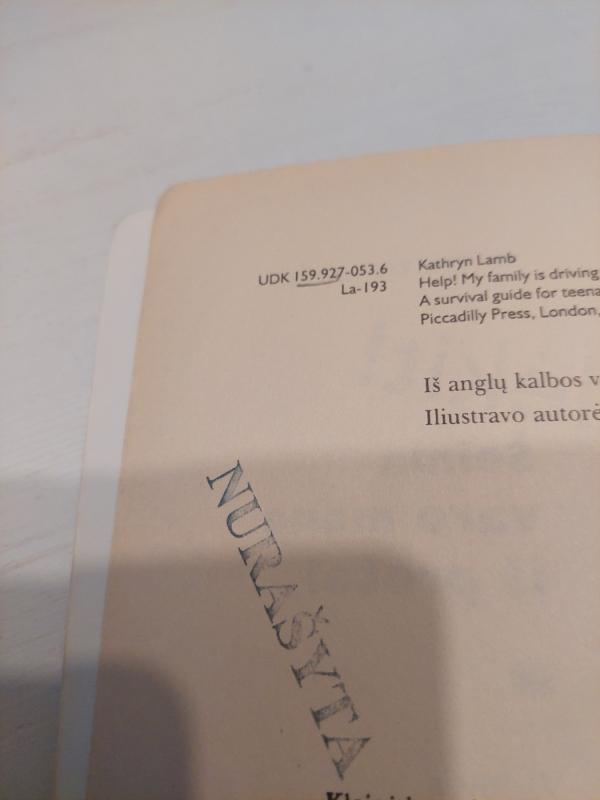 UDK 159.927-053.6
La-193
Kathryn Lamb
Help! My family is driving
A survival guide for teena
Piccadilly Press, London,
Iš anglų kalbos v
Iliustravo autorė
NURAŠYTA